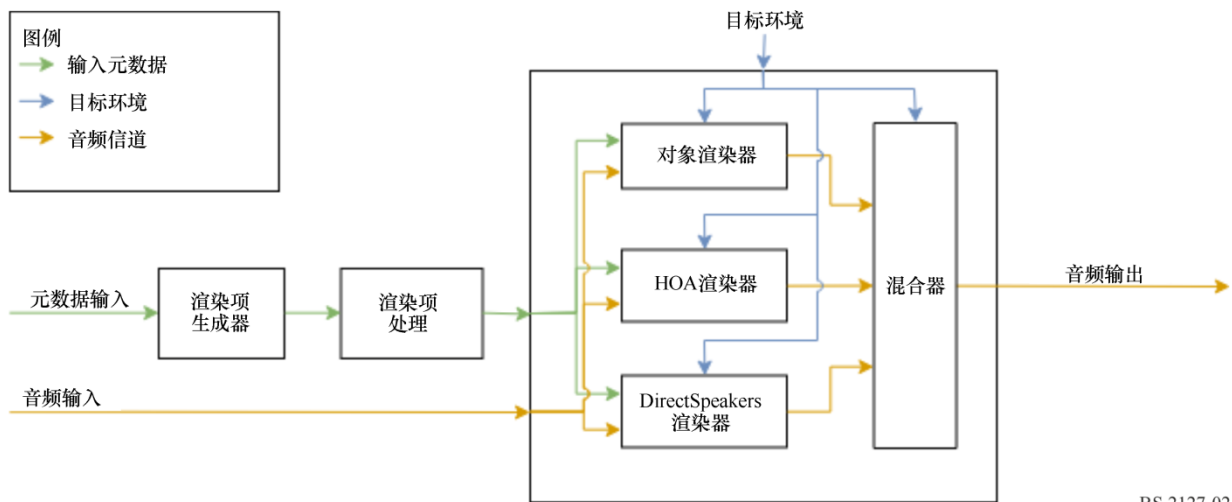 图例
输入元数据
目标环境
音频信道
目标环境
对象渲染器
HOA渲染器
DirectSpeakers
渲染器
混合器
元数据输入
渲染项
生成器
渲染项
处理
音频输入
音频输出
BS.2127-02